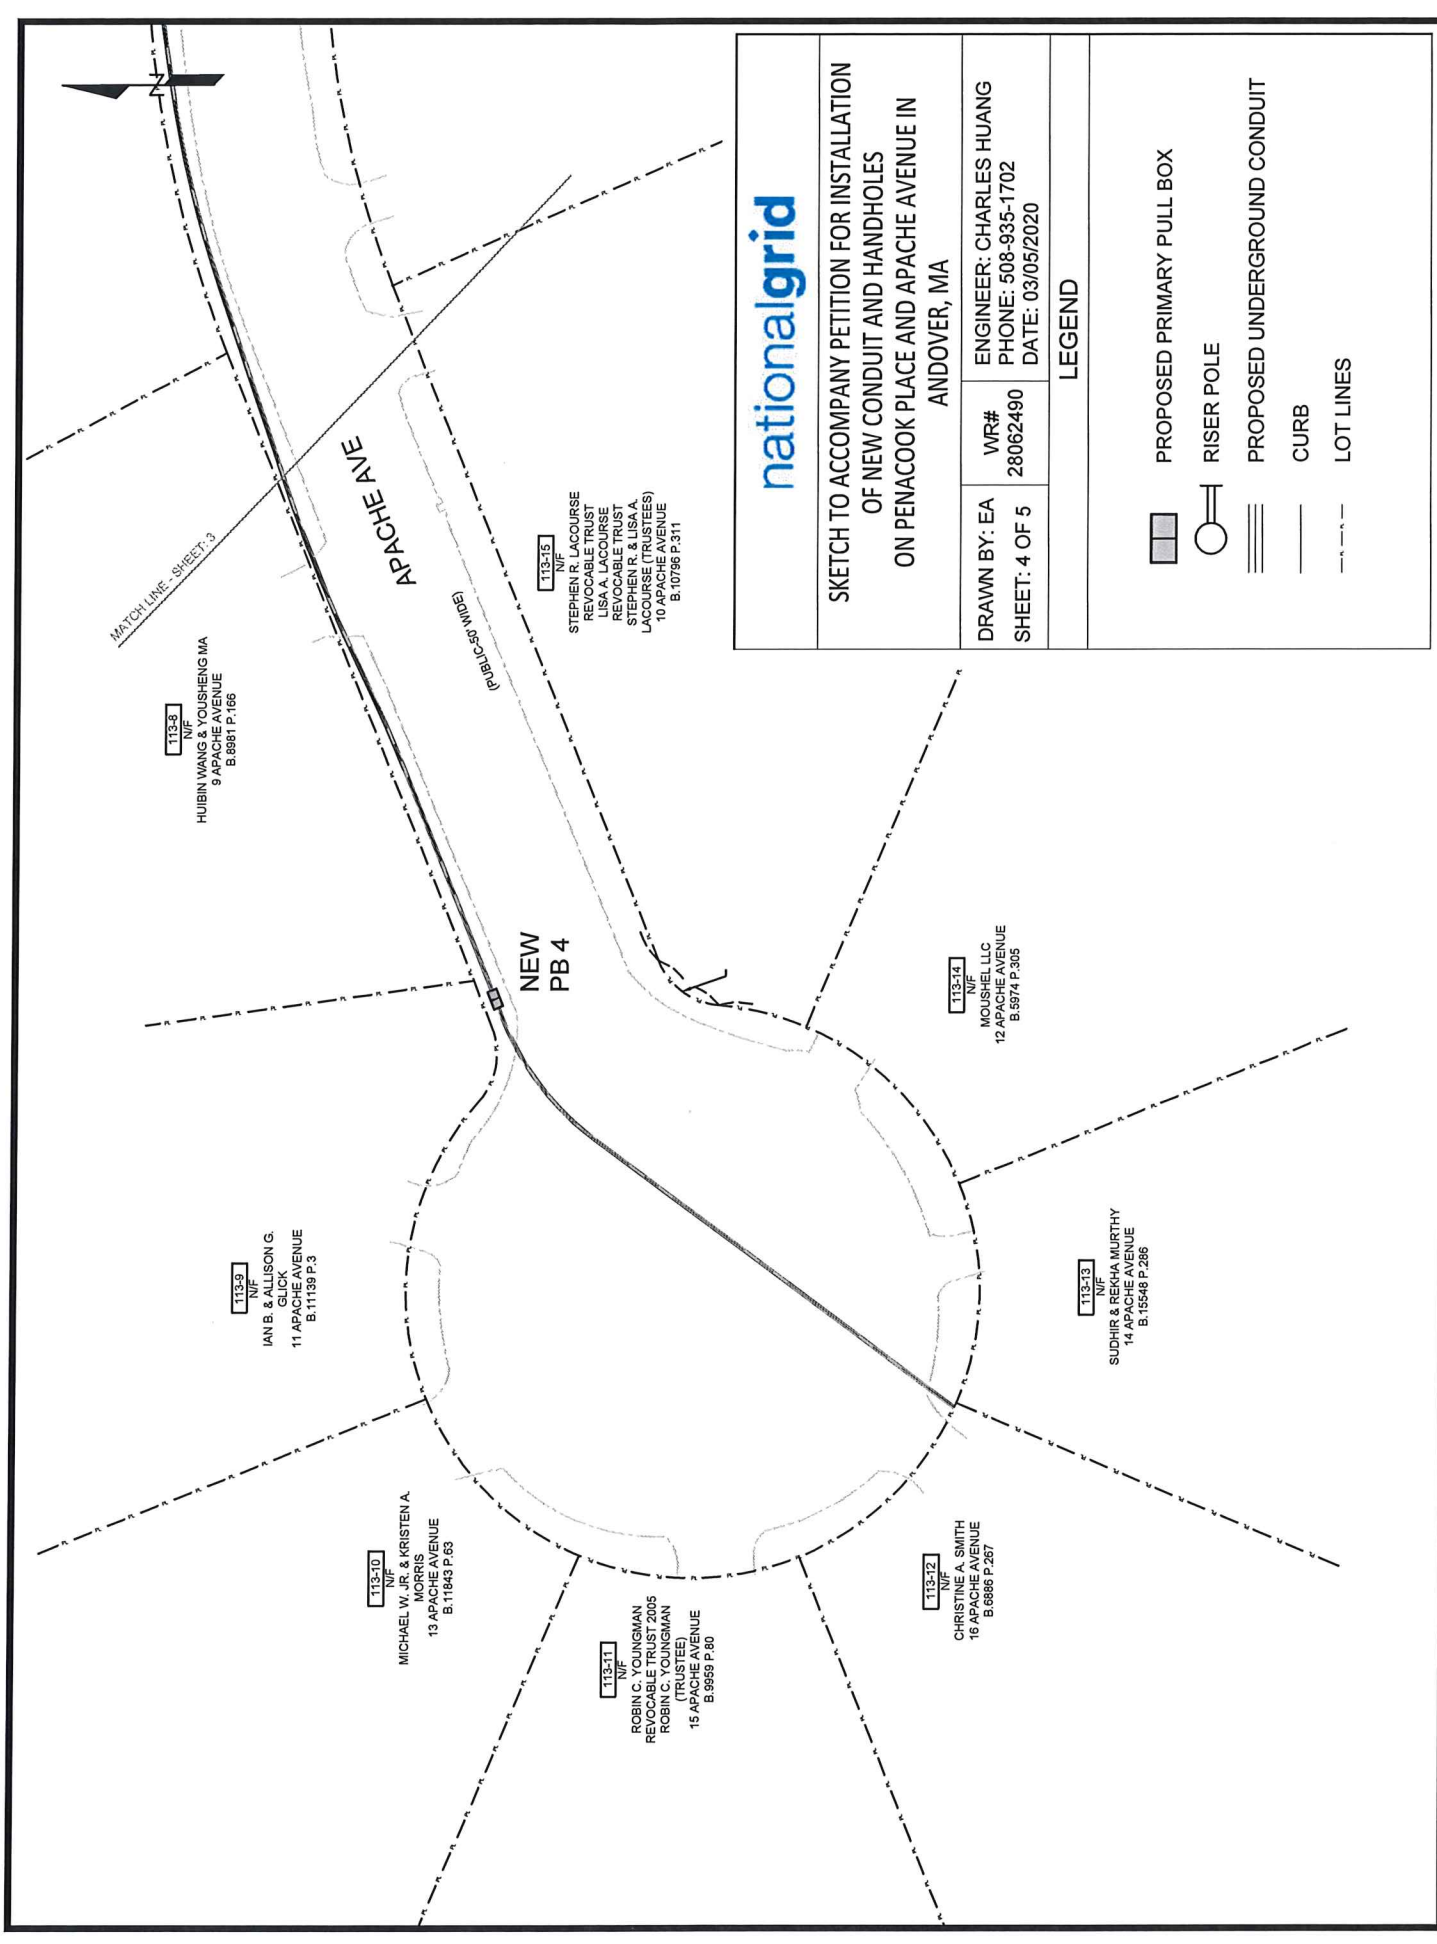 N
MATCH LINE - SHEET: 3
APACHE AVE
(PUBLIC-50' WIDE)
113-8
N/F
HUIBIN WANG & YOUSHENG MA
9 APACHE AVENUE
B.8981 P.166
113-15
N/F
STEPHEN R. LACOURSE
REVOCABLE TRUST
LISA A. LACOURSE
REVOCABLE TRUST
STEPHEN R. & LISA A.
LACOURSE (TRUSTEES)
10 APACHE AVENUE
B.10796 P.311
NEW
PB 4
113-9
N/F
IAN B. & ALLISON G.
GLICK
11 APACHE AVENUE
B.11139 P.3
113-10
N/F
MICHAEL W. JR. & KRISTEN A.
MORRIS
13 APACHE AVENUE
B.11843 P.63
113-11
N/F
ROBIN C. YOUNGMAN
REVOCABLE TRUST 2005
ROBIN C. YOUNGMAN
(TRUSTEE)
15 APACHE AVENUE
B.9959 P.80
113-12
N/F
CHRISTINE A. SMITH
16 APACHE AVENUE
B.6886 P.267
113-13
N/F
SUDHIR & REKHA MURTHY
14 APACHE AVENUE
B.15548 P.286
113-14
N/F
MOUSHEL LLC
12 APACHE AVENUE
B.5974 P.305
nationalgrid
SKETCH TO ACCOMPANY PETITION FOR INSTALLATION
OF NEW CONDUIT AND HANDHOLES
ON PENACOOK PLACE AND APACHE AVENUE IN
ANDOVER, MA
DRAWN BY: EA
SHEET: 4 OF 5
WR#
28062490
ENGINEER: CHARLES HUANG
PHONE: 508-935-1702
DATE: 03/05/2020
LEGEND
PROPOSED PRIMARY PULL BOX
RISER POLE
PROPOSED UNDERGROUND CONDUIT
CURB
LOT LINES